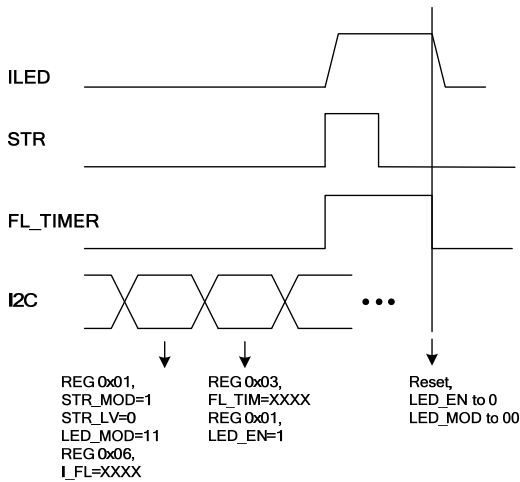 ILED
STR
FL_TIMER
I2C
REG 0x01,
STR_MOD=1
STR_LV=0
LED_MOD=11
REG 0x06,
I_FL=XXXX
REG 0x03,
FL_TIM=XXXX
REG 0x01,
LED_EN=1
Reset,
LED_EN to 0
LED_MOD to 00